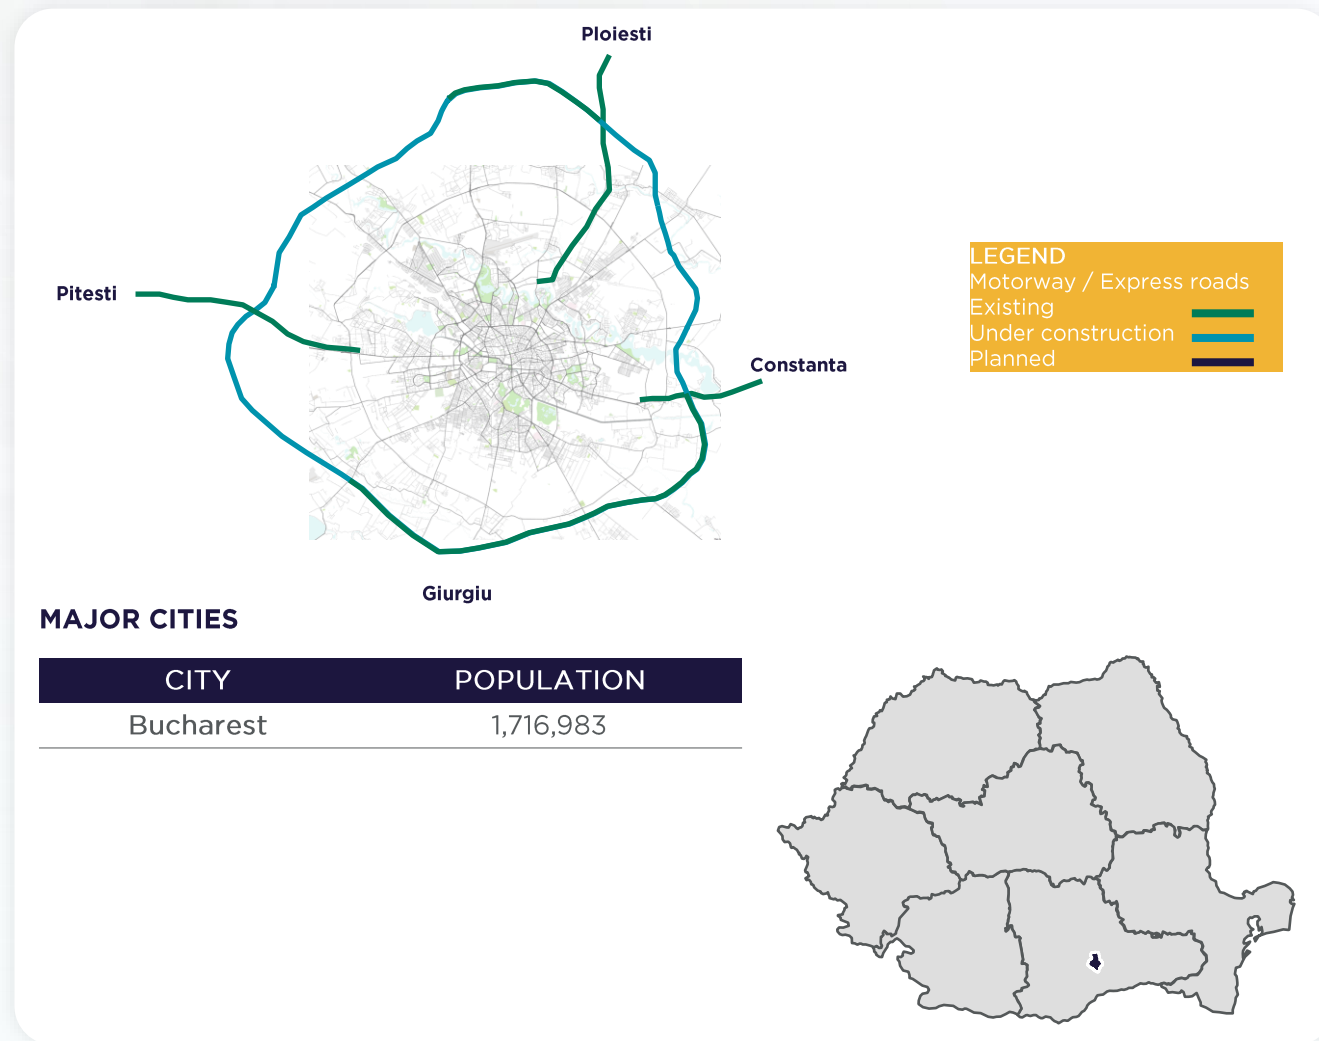 Ploiesti
Pitesti
Constanta
Giurgiu
LEGEND
Motorway / Express roads
Existing
Under construction
Planned
MAJOR CITIES
CITY POPULATION
Bucharest 1,716,983